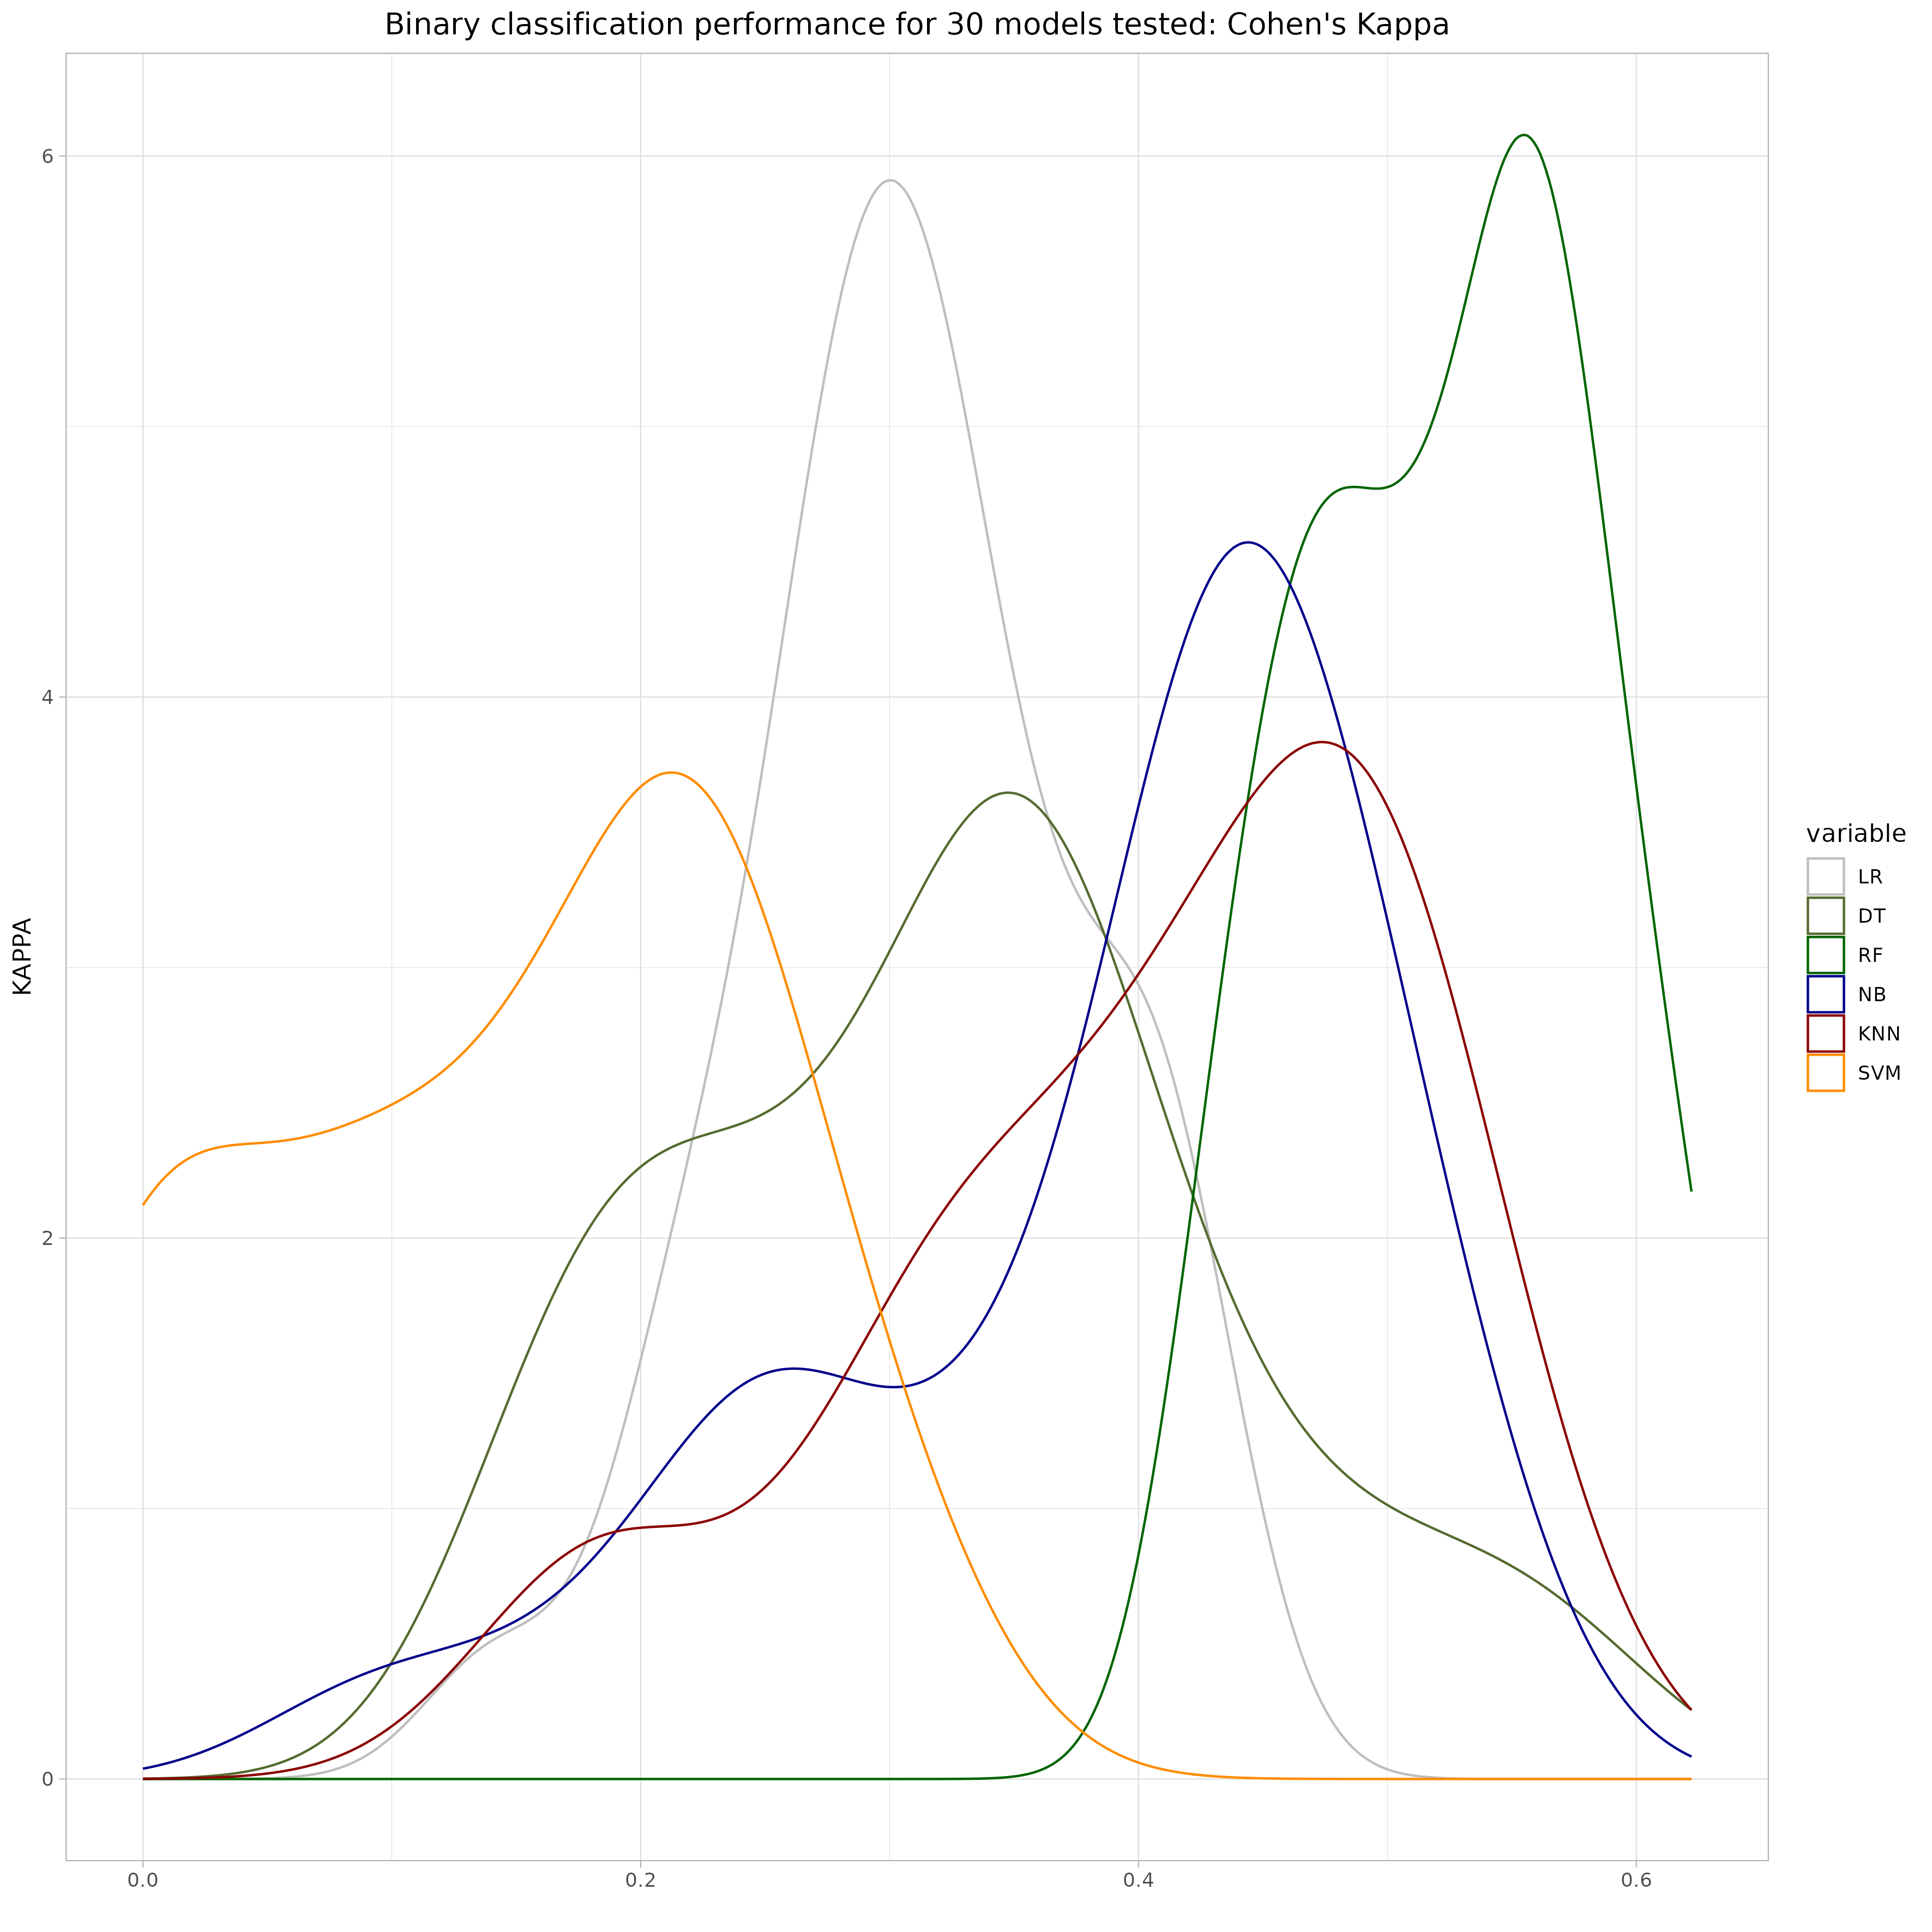 Binary classification performance for 30 models tested: Cohen's Kappa
6
4
2
0
KAPPA
0.0
0.2
0.4
0.6
variable
LR
DT
RF
NB
KNN
SVM